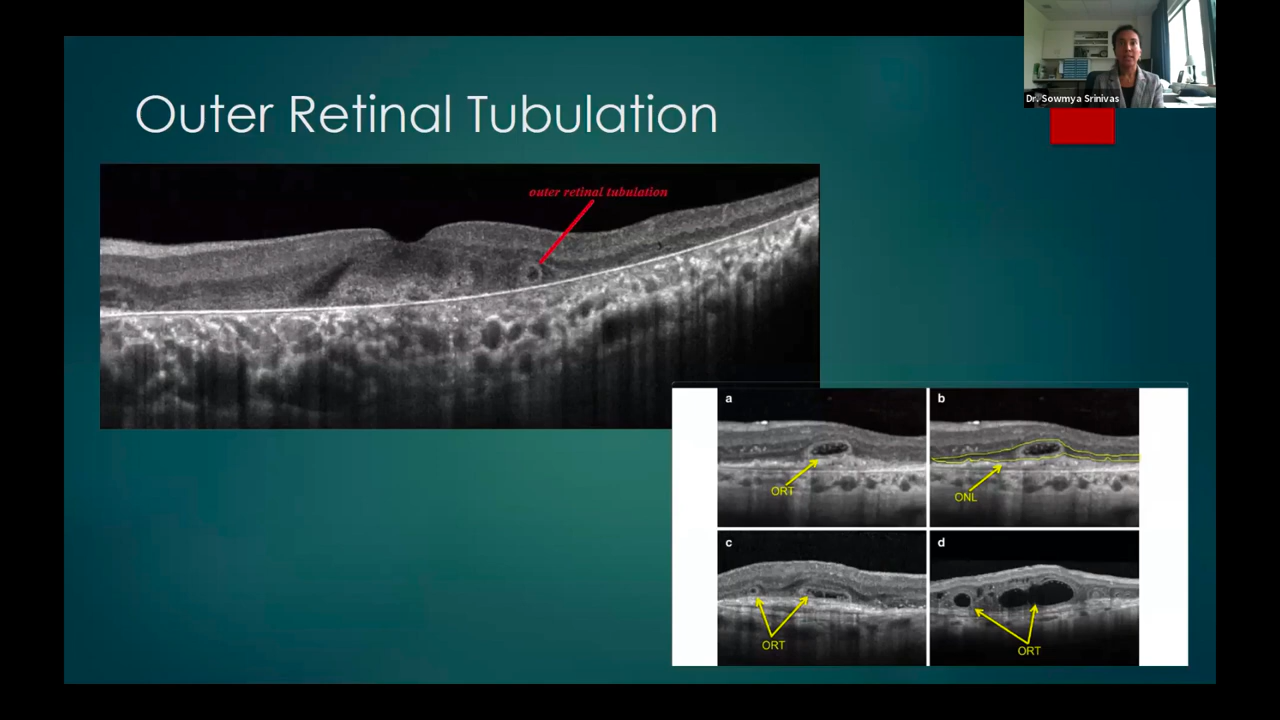 Dr. Sowmya Srinivas
Outer Retinal Tubulation
outer retinal tubulation
a
ORT
b
ONL
c
ORT
d
ORT